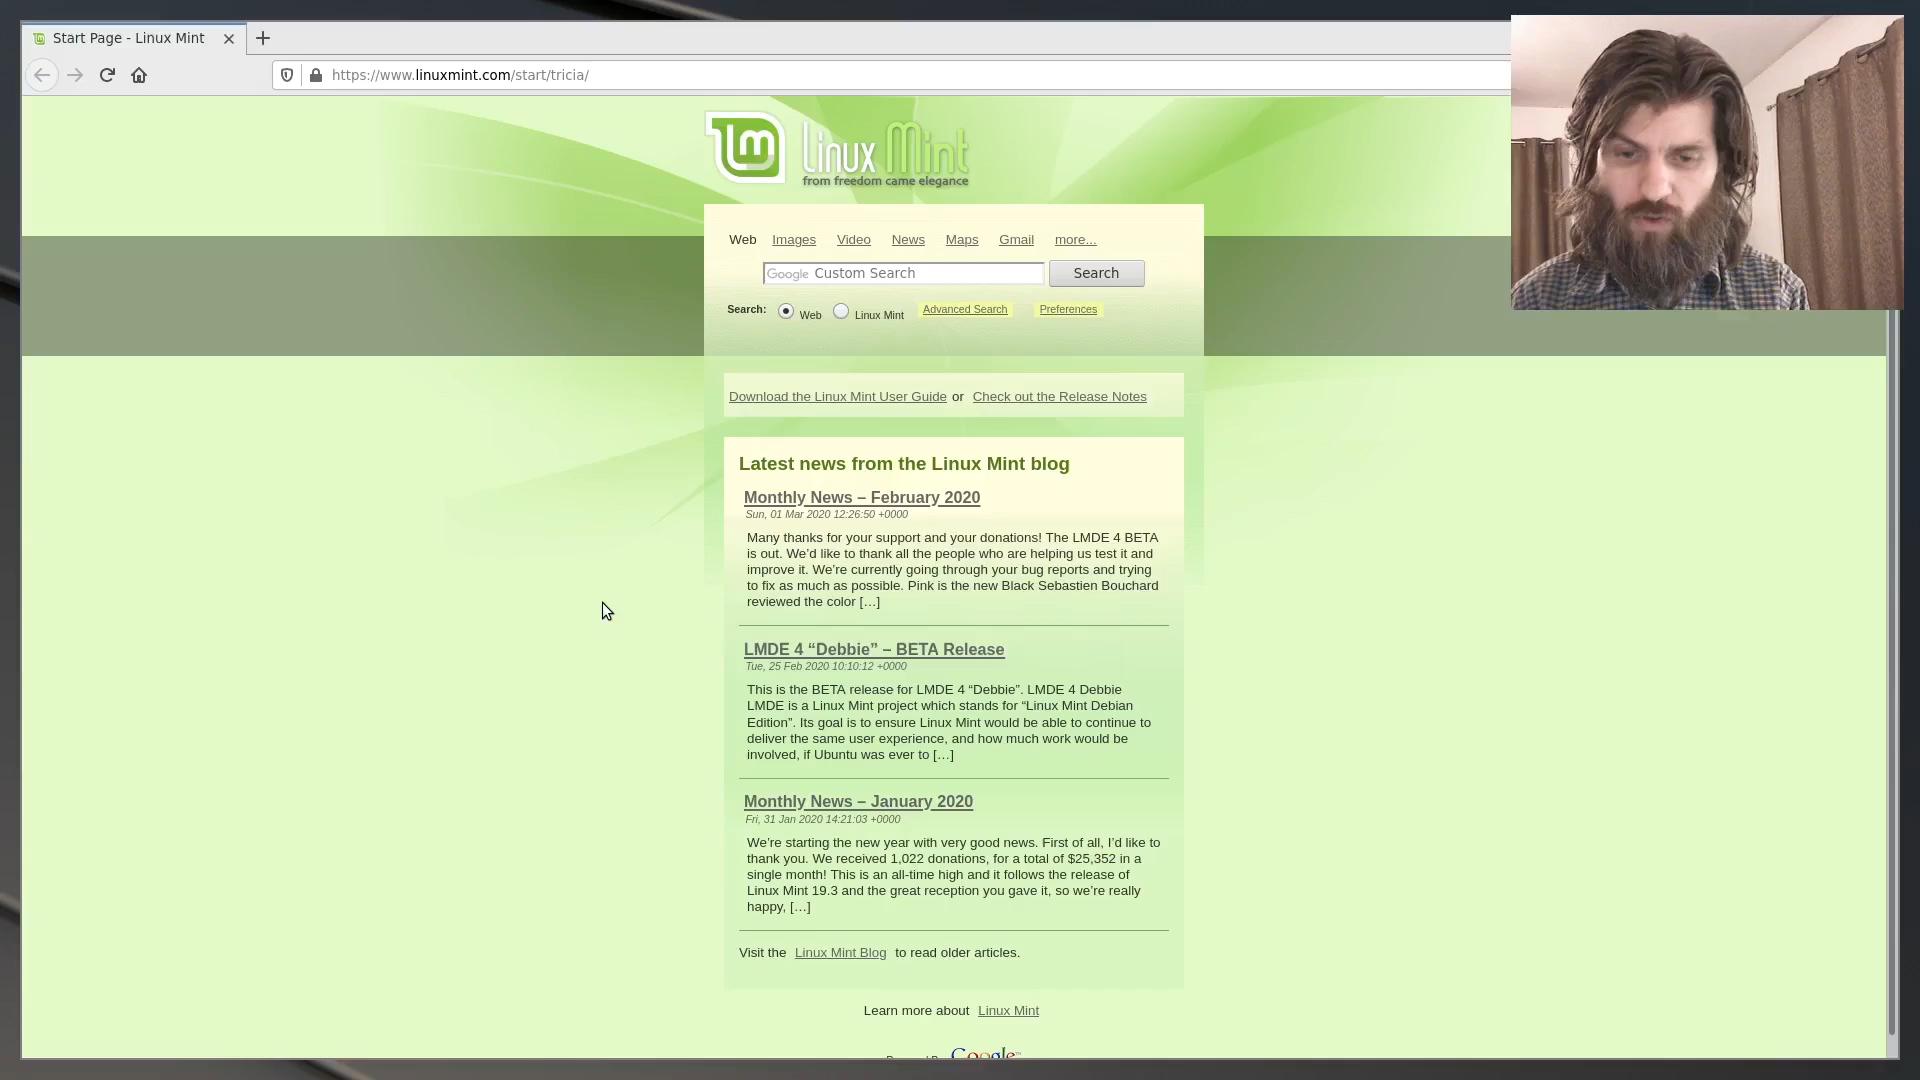 Start Page - Linux Mint
https://www.linuxmint.com/start/tricia/
lm Linux Mint
from freedom came elegance
Web Images Video News Maps Gmail more...
Google Custom Search Search
Search: Web Linux Mint Advanced Search Preferences
Download the Linux Mint User Guide or Check out the Release Notes
Latest news from the Linux Mint blog
Monthly News – February 2020
Sun, 01 Mar 2020 12:26:50 +0000
Many thanks for your support and your donations! The LMDE 4 BETA
is out. We’d like to thank all the people who are helping us test it and
improve it. We’re currently going through your bug reports and trying
to fix as much as possible. Pink is the new Black Sebastien Bouchard
reviewed the color […]
LMDE 4 “Debbie” – BETA Release
Tue, 25 Feb 2020 10:10:12 +0000
This is the BETA release for LMDE 4 “Debbie”. LMDE 4 Debbie
LMDE is a Linux Mint project which stands for “Linux Mint Debian
Edition”. Its goal is to ensure Linux Mint would be able to continue to
deliver the same user experience, and how much work would be
involved, if Ubuntu was ever to […]
Monthly News – January 2020
Fri, 31 Jan 2020 14:21:03 +0000
We’re starting the new year with very good news. First of all, I’d like to
thank you. We received 1,022 donations, for a total of $25,352 in a
single month! This is an all-time high and it follows the release of
Linux Mint 19.3 and the great reception you gave it, so we’re really
happy, […]
Visit the Linux Mint Blog to read older articles.
Learn more about Linux Mint
Google